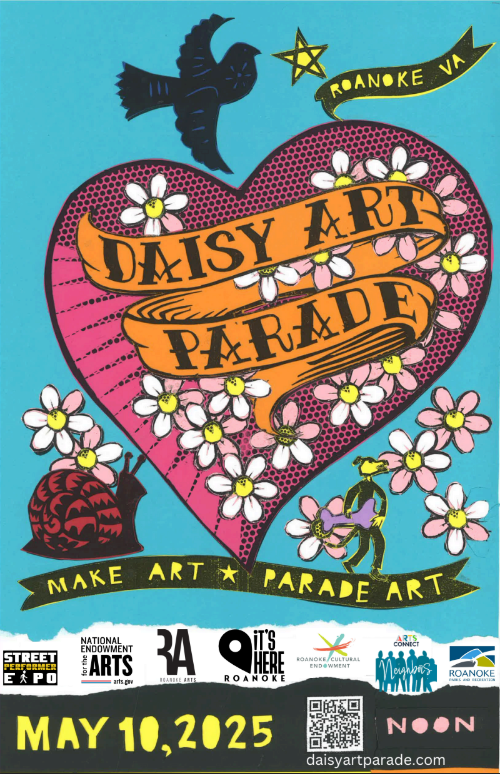 ROANOKE VA
DAISY ART
PARADE
MAKE ART ★ PARADE ART
STREET
PERFORMER
EXPO
NATIONAL
ENDOWMENT
for the ARTS
arts.gov
RA
ROANOKE ARTS
iT'S
HERE
ROANOKE
ROANOKE CULTURAL
ENDOWMENT
ARTS
CONNECT
Neighbors
ROANOKE
PARKS AND RECREATION
MAY 10, 2025
NOON
daisyartparade.com